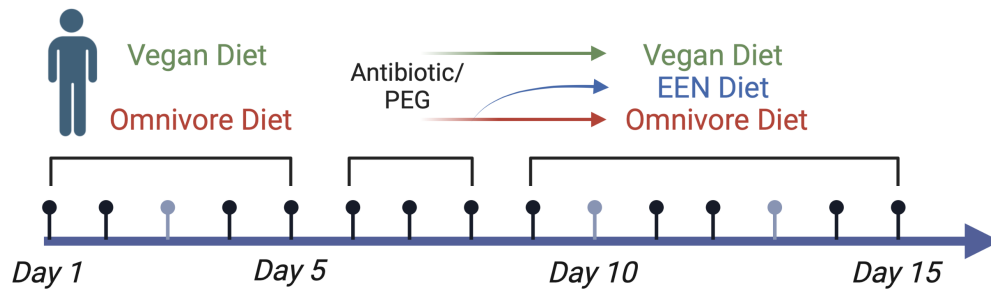 Vegan Diet
Omnivore Diet
Antibiotic/
PEG
Vegan Diet
EEN Diet
Omnivore Diet
Day 1
Day 5
Day 10
Day 15